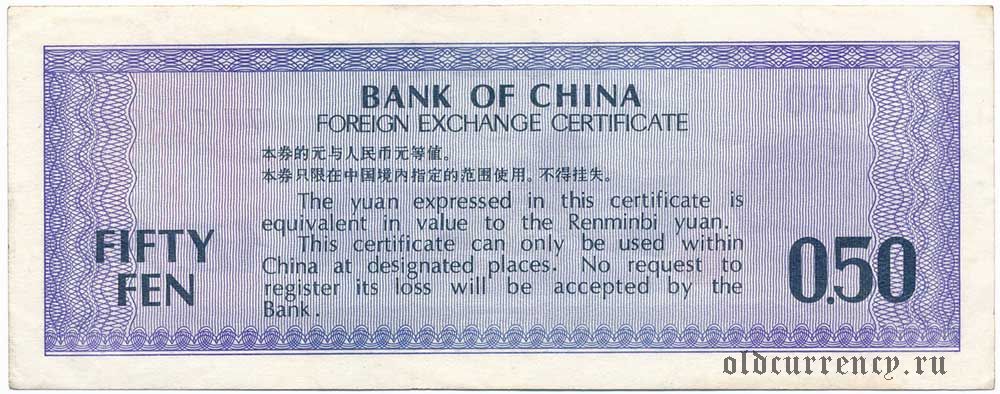 BANK OF CHINA
FOREIGN EXCHANGE CERTIFICATE
本券的元与人民币元等值。
本券只限在中国境内指定的范围使用。不得挂失。
The yuan expressed in this certificate is
equivalent in value to the Renminbi yuan.
This certificate can only be used within
China at designated places. No request to
register its loss will be accepted by the
Bank.
FIFTY
FEN
0.50
oldcurrency.ru